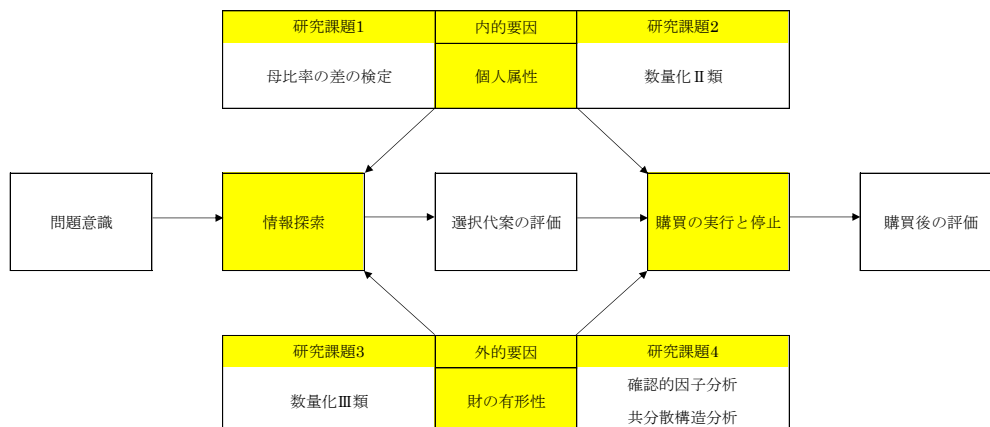 研究課題1
内的要因
研究課題2
母比率の差の検定
個人属性
数量化Ⅱ類
問題意識
情報探索
選択代案の評価
購買の実行と停止
購買後の評価
研究課題3
外的要因
研究課題4
数量化Ⅲ類
財の有形性
確認的因子分析
共分散構造分析